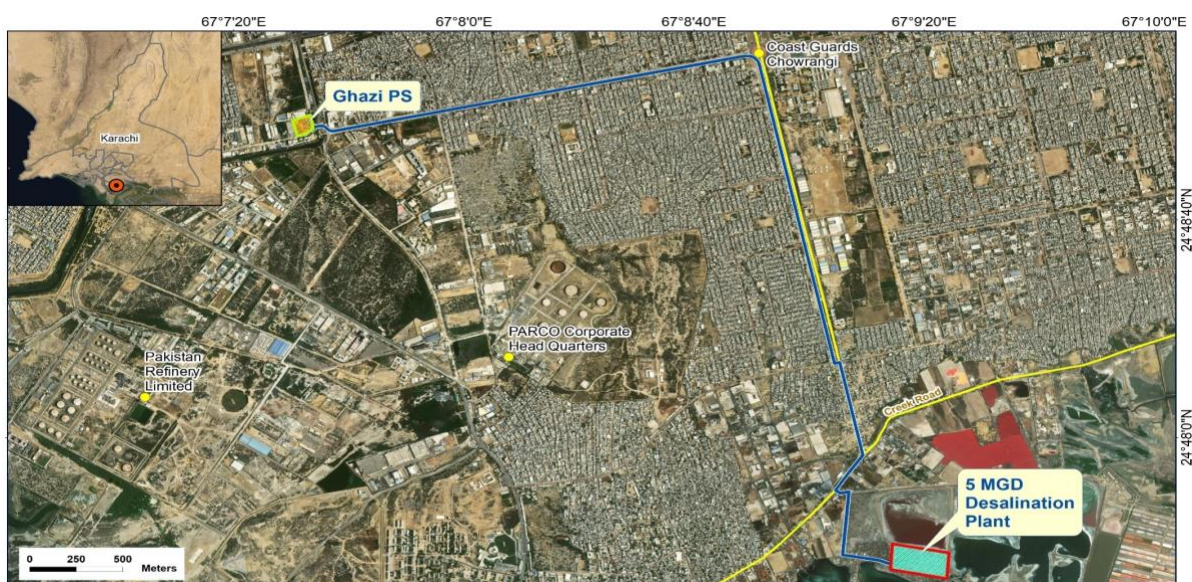 67°7'20"E
67°8'0"E
67°8'40"E
67°9'20"E
67°10'0"E
Karachi
Ghazi PS
Coast Guards
Chowrangi
24°48'40"N
PARCO Corporate
Head Quarters
Pakistan
Refinery
Limited
Creek Road
24°48'0"N
5 MGD
Desalination
Plant
0 250 500
Meters